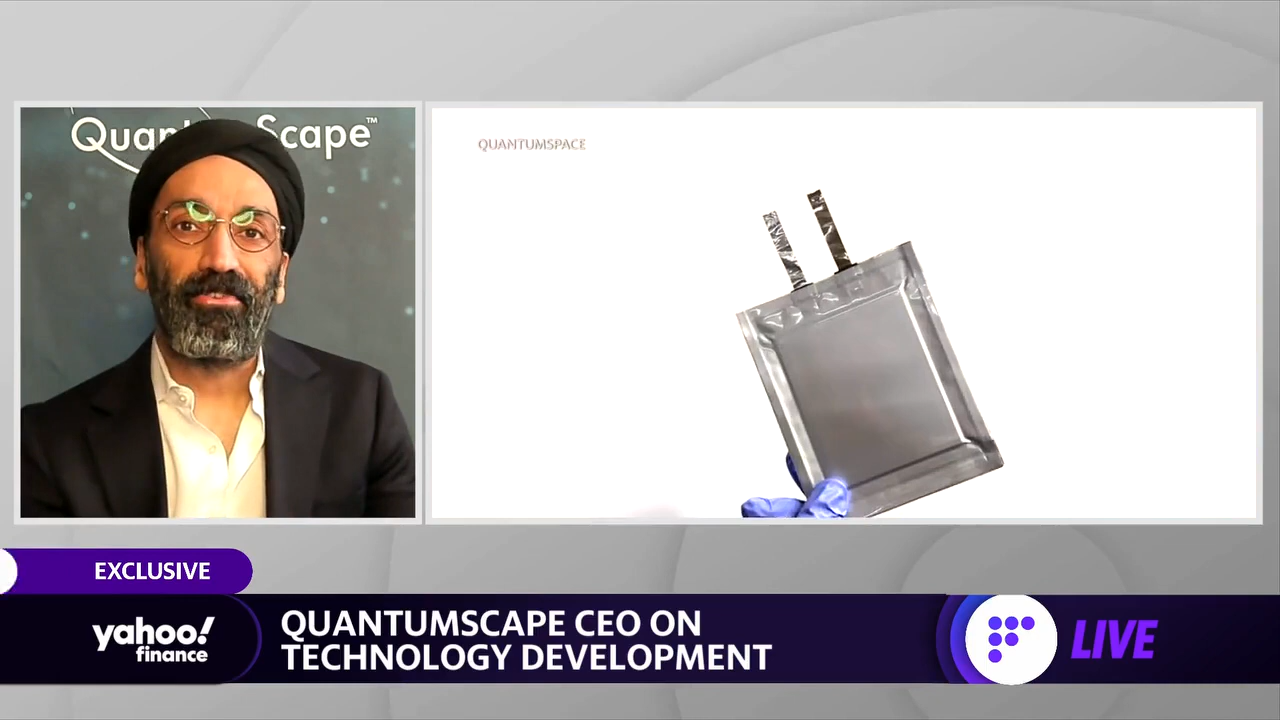 QuantumScape™
QUANTUMSPACE
EXCLUSIVE
yahoo!
finance
QUANTUMSCAPE CEO ON
TECHNOLOGY DEVELOPMENT
LIVE